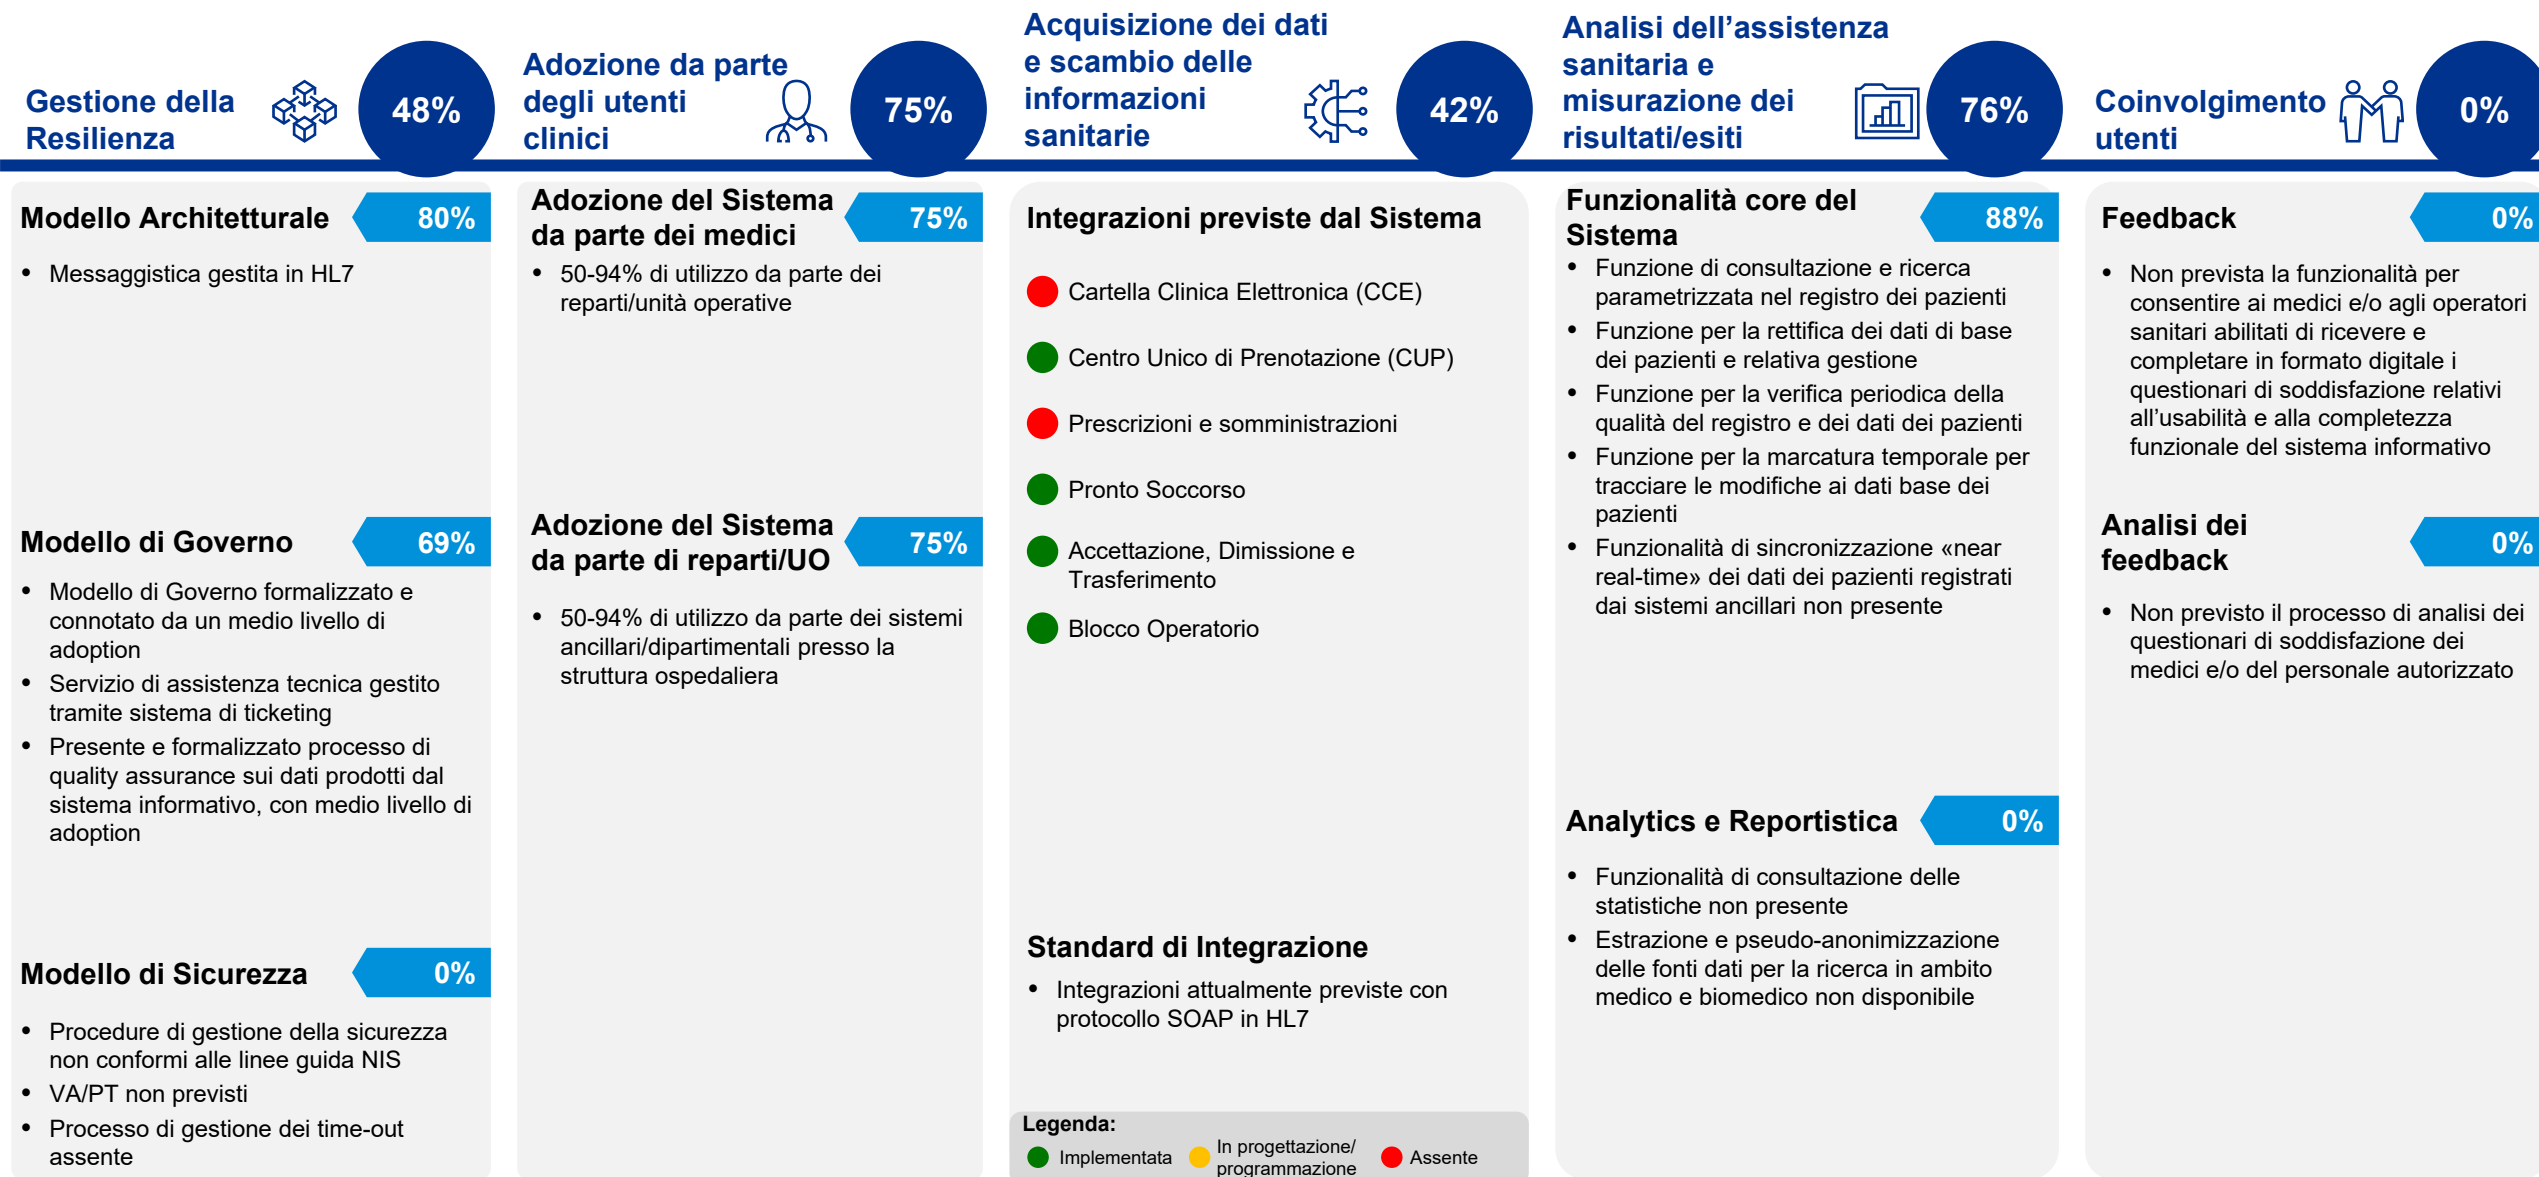 Gestione della
Resilienza
48%
Adozione da parte
degli utenti
clinici
75%
Acquisizione dei dati
e scambio delle
informazioni
sanitarie
42%
Analisi dell’assistenza
sanitaria e
misurazione dei
risultati/esiti
76%
Coinvolgimento
utenti
0%
Modello Architetturale
80%
• Messaggistica gestita in HL7
Modello di Governo
69%
• Modello di Governo formalizzato e
connotato da un medio livello di
adoption
• Servizio di assistenza tecnica gestito
tramite sistema di ticketing
• Presente e formalizzato processo di
quality assurance sui dati prodotti dal
sistema informativo, con medio livello di
adoption
Modello di Sicurezza
0%
• Procedure di gestione della sicurezza
non conformi alle linee guida NIS
• VA/PT non previsti
• Processo di gestione dei time-out
assente
Adozione del Sistema
da parte dei medici
75%
• 50-94% di utilizzo da parte dei
reparti/unità operative
Adozione del Sistema
da parte di reparti/UO
75%
• 50-94% di utilizzo da parte dei sistemi
ancillari/dipartimentali presso la
struttura ospedaliera
Integrazioni previste dal Sistema
Cartella Clinica Elettronica (CCE)
Centro Unico di Prenotazione (CUP)
Prescrizioni e somministrazioni
Pronto Soccorso
Accettazione, Dimissione e
Trasferimento
Blocco Operatorio
Standard di Integrazione
• Integrazioni attualmente previste con
protocollo SOAP in HL7
Legenda:
Implementata
In progettazione/
programmazione
Assente
Funzionalità core del
Sistema
88%
• Funzione di consultazione e ricerca
parametrizzata nel registro dei pazienti
• Funzione per la rettifica dei dati di base
dei pazienti e relativa gestione
• Funzione per la verifica periodica della
qualità del registro e dei dati dei pazienti
• Funzione per la marcatura temporale per
tracciare le modifiche ai dati base dei
pazienti
• Funzionalità di sincronizzazione «near
real-time» dei dati dei pazienti registrati
dai sistemi ancillari non presente
Analytics e Reportistica
0%
• Funzionalità di consultazione delle
statistiche non presente
• Estrazione e pseudo-anonimizzazione
delle fonti dati per la ricerca in ambito
medico e biomedico non disponibile
Feedback
0%
• Non prevista la funzionalità per
consentire ai medici e/o agli operatori
sanitari abilitati di ricevere e
completare in formato digitale i
questionari di soddisfazione relativi
all’usabilità e alla completezza
funzionale del sistema informativo
Analisi dei
feedback
0%
• Non previsto il processo di analisi dei
questionari di soddisfazione dei
medici e/o del personale autorizzato